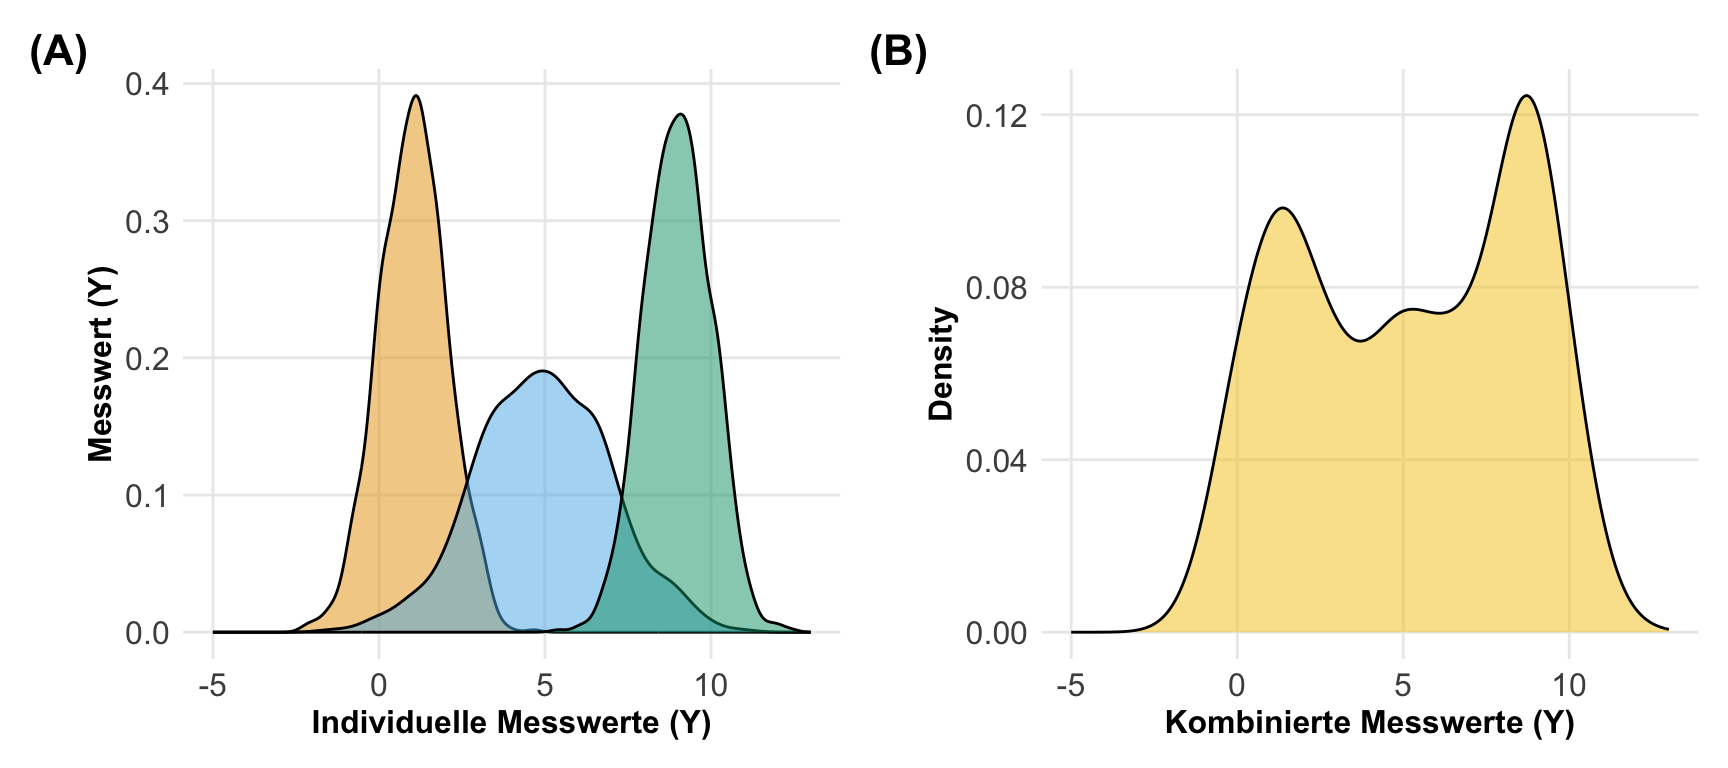 (A)
0.4
0.3
0.2
0.1
0.0
Messwert (Y)
-5 0 5 10
Individuelle Messwerte (Y)
(B)
0.12
0.08
0.04
0.00
Density
-5 0 5 10
Kombinierte Messwerte (Y)